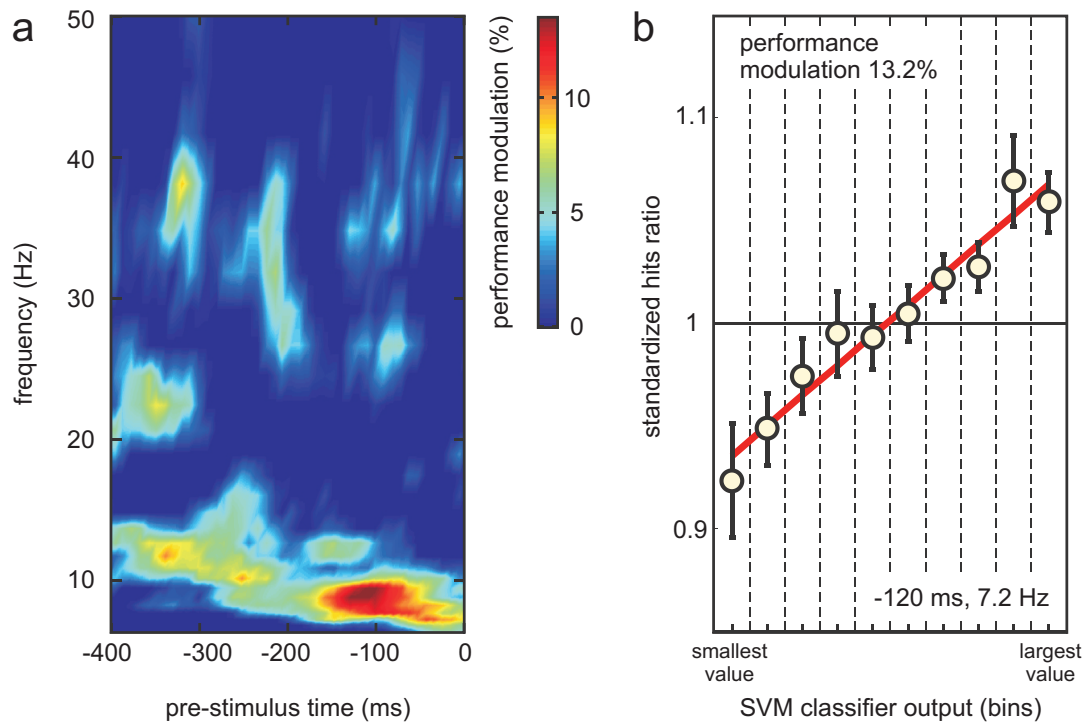 a
50
40
30
20
10
frequency (Hz)
-400
-300
-200
-100
0
pre-stimulus time (ms)
performance modulation (%)
10
5
0
b
performance
modulation 13.2%
1.1
1
0.9
standardized hits ratio
-120 ms, 7.2 Hz
smallest
value
largest
value
SVM classifier output (bins)